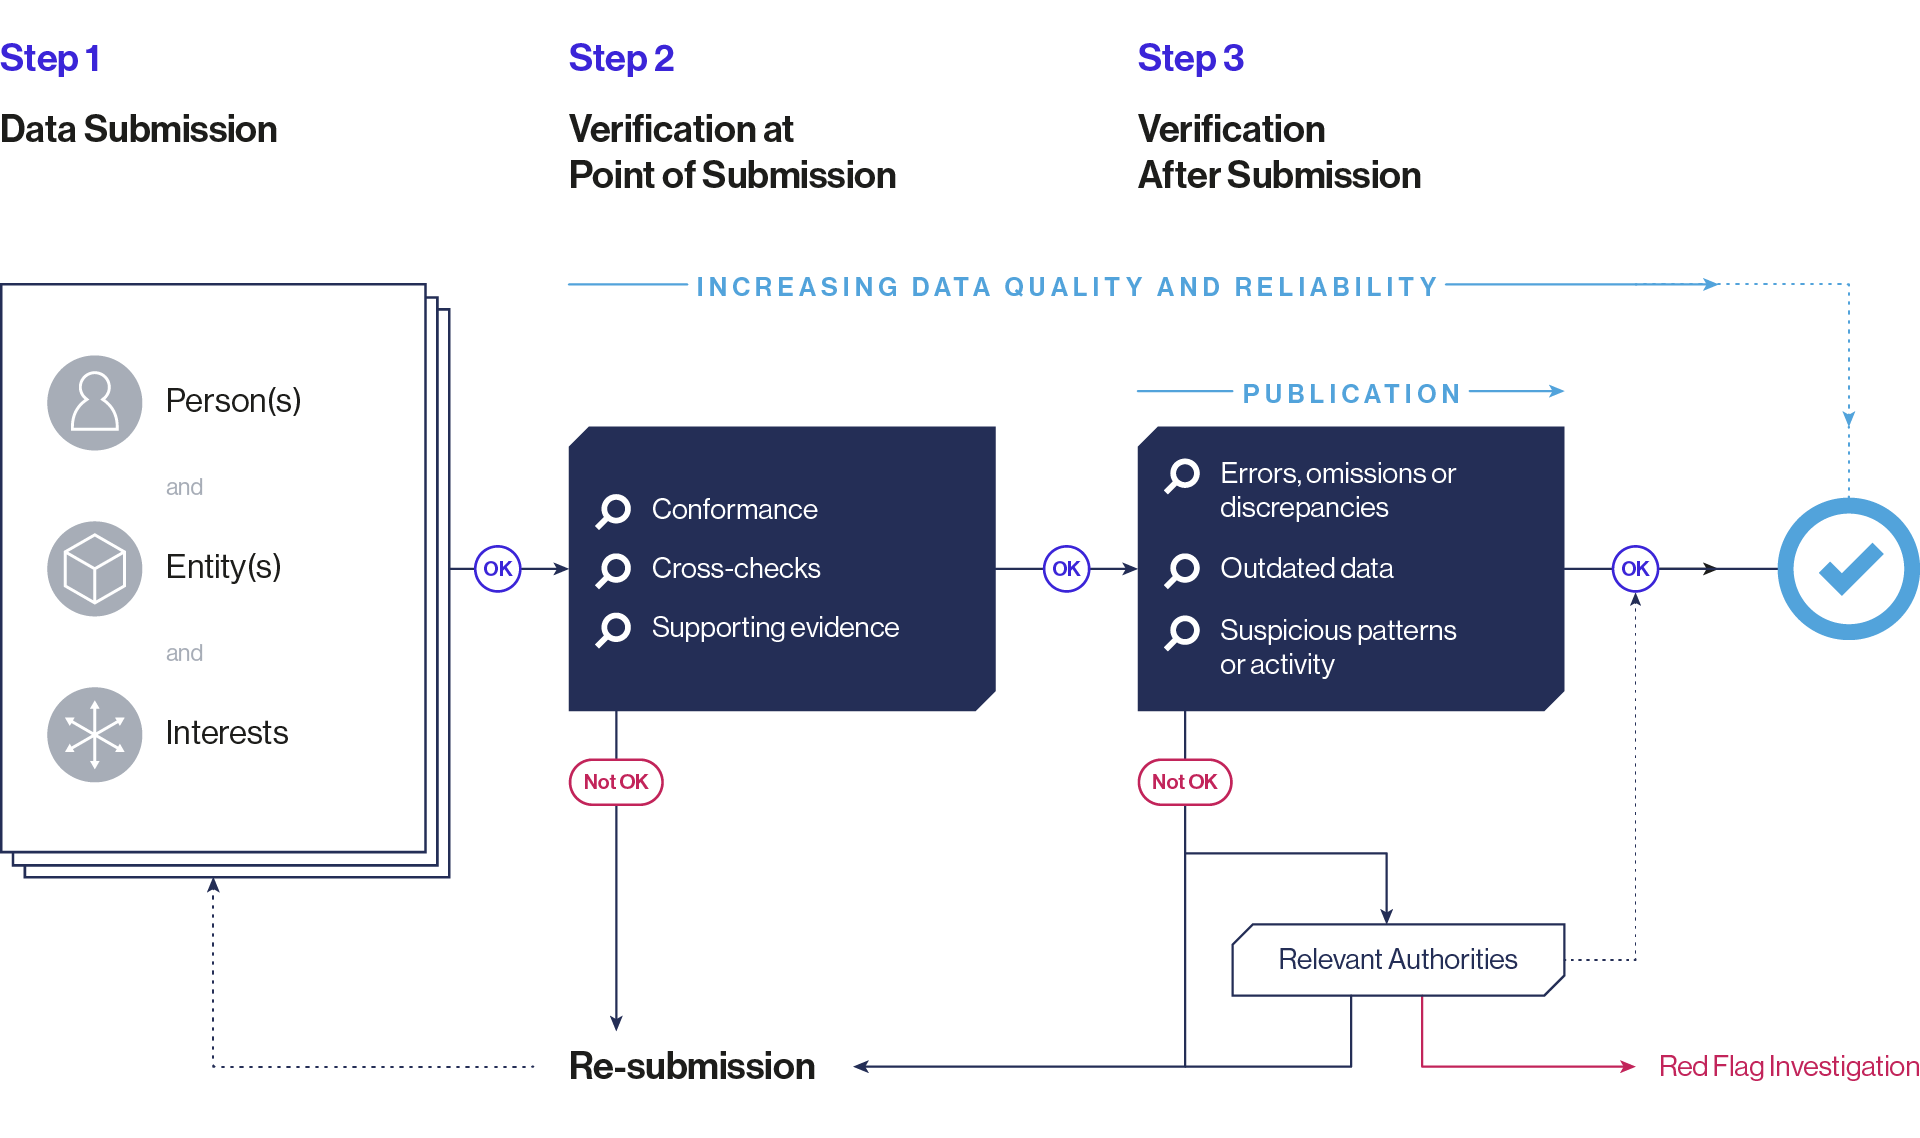 Step 1
Data Submission
Step 2
Verification at
Point of Submission
Step 3
Verification
After Submission
INCREASING DATA QUALITY AND RELIABILITY
PUBLICATION
Person(s)
and
Entity(s)
and
Interests
OK
Conformance
Cross-checks
Supporting evidence
OK
Errors, omissions or
discrepancies
Outdated data
Suspicious patterns
or activity
OK
Not OK
Not OK
Relevant Authorities
Re-submission
Red Flag Investigation